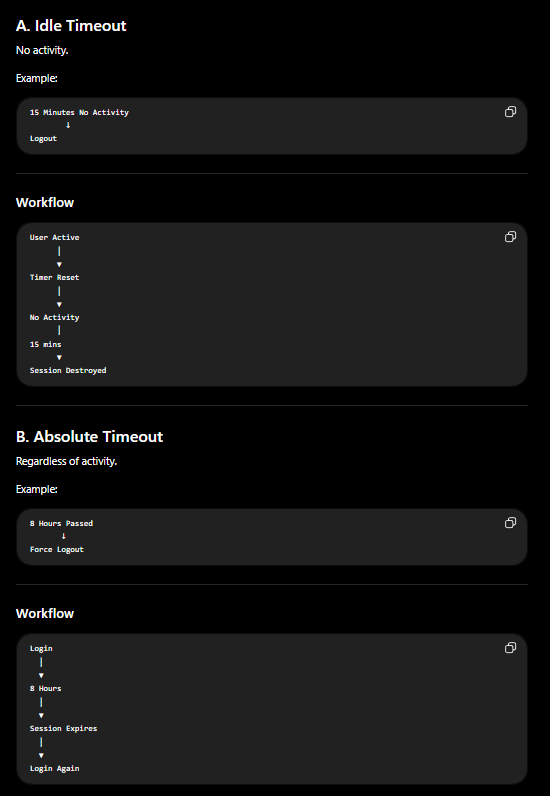 A. Idle Timeout
No activity.
Example:
15 Minutes No Activity
↓
Logout
Workflow
User Active
│
▼
Timer Reset
│
▼
No Activity
│
15 mins
▼
Session Destroyed
B. Absolute Timeout
Regardless of activity.
Example:
8 Hours Passed
↓
Force Logout
Workflow
Login
│
▼
8 Hours
│
▼
Session Expires
│
▼
Login Again